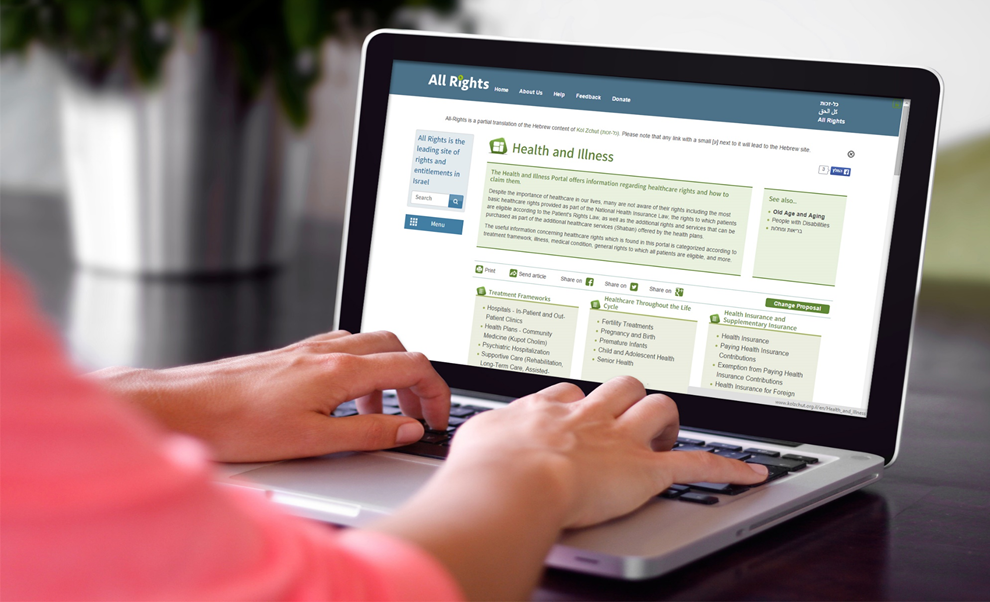 All Rights
Home About Us Help Feedback Donate
כל-זכות
كل الحق
All Rights
All-Rights is a partial translation of the Hebrew content of Kol Zchut (כל-זכות). Please note that any link with a small [α] next to it will lead to the Hebrew site.
All Rights is the
leading site of
rights and
entitlements in
Israel
Search
Menu
Health and Illness
The Health and Illness Portal offers information regarding healthcare rights and how to
claim them.
Despite the importance of healthcare in our lives, many are not aware of their rights including the most
basic healthcare rights provided as part of the National Health Insurance Law, the rights to which patients
are eligible according to the Patient's Rights Law, as well as the additional rights and services that can be
purchased as part of the additional healthcare services (Shaban) offered by the health plans.
The useful information concerning healthcare rights which is found in this portal is categorized according to
treatment framework, illness, medical condition, general rights to which all patients are eligible, and more.
See also..
Old Age and Aging
People with Disabilities
בריאות ומחלות
Print Send article Share on Share on Share on
Change Proposal
Treatment Frameworks
Hospitals - In-Patient and Out-
Patient Clinics
Health Plans - Community
Medicine (Kupot Cholim)
Psychiatric Hospitalization
Supportive Care (Rehabilitation,
Long-Term Care, Assisted-
Healthcare Throughout the Life
Cycle
Fertility Treatments
Pregnancy and Birth
Premature Infants
Child and Adolescent Health
Senior Health
Health Insurance and
Supplementary Insurance
Health Insurance
Paying Health Insurance
Contributions
Exemption from Paying Health
Insurance Contributions
Health Insurance for Foreign
www.kolzchut.org.il/en/Health_and_Illness